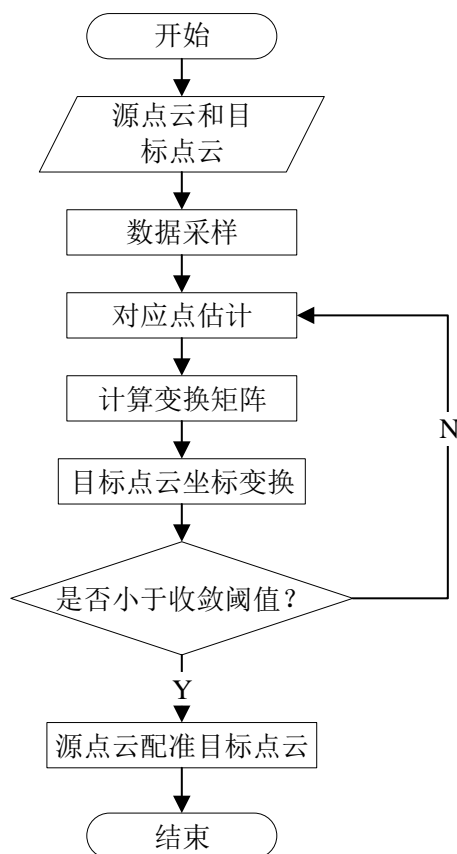 开始
源点云和目
标点云
数据采样
对应点估计
计算变换矩阵
N
目标点云坐标变换
是否小于收敛阈值？
Y
源点云配准目标点云
结束